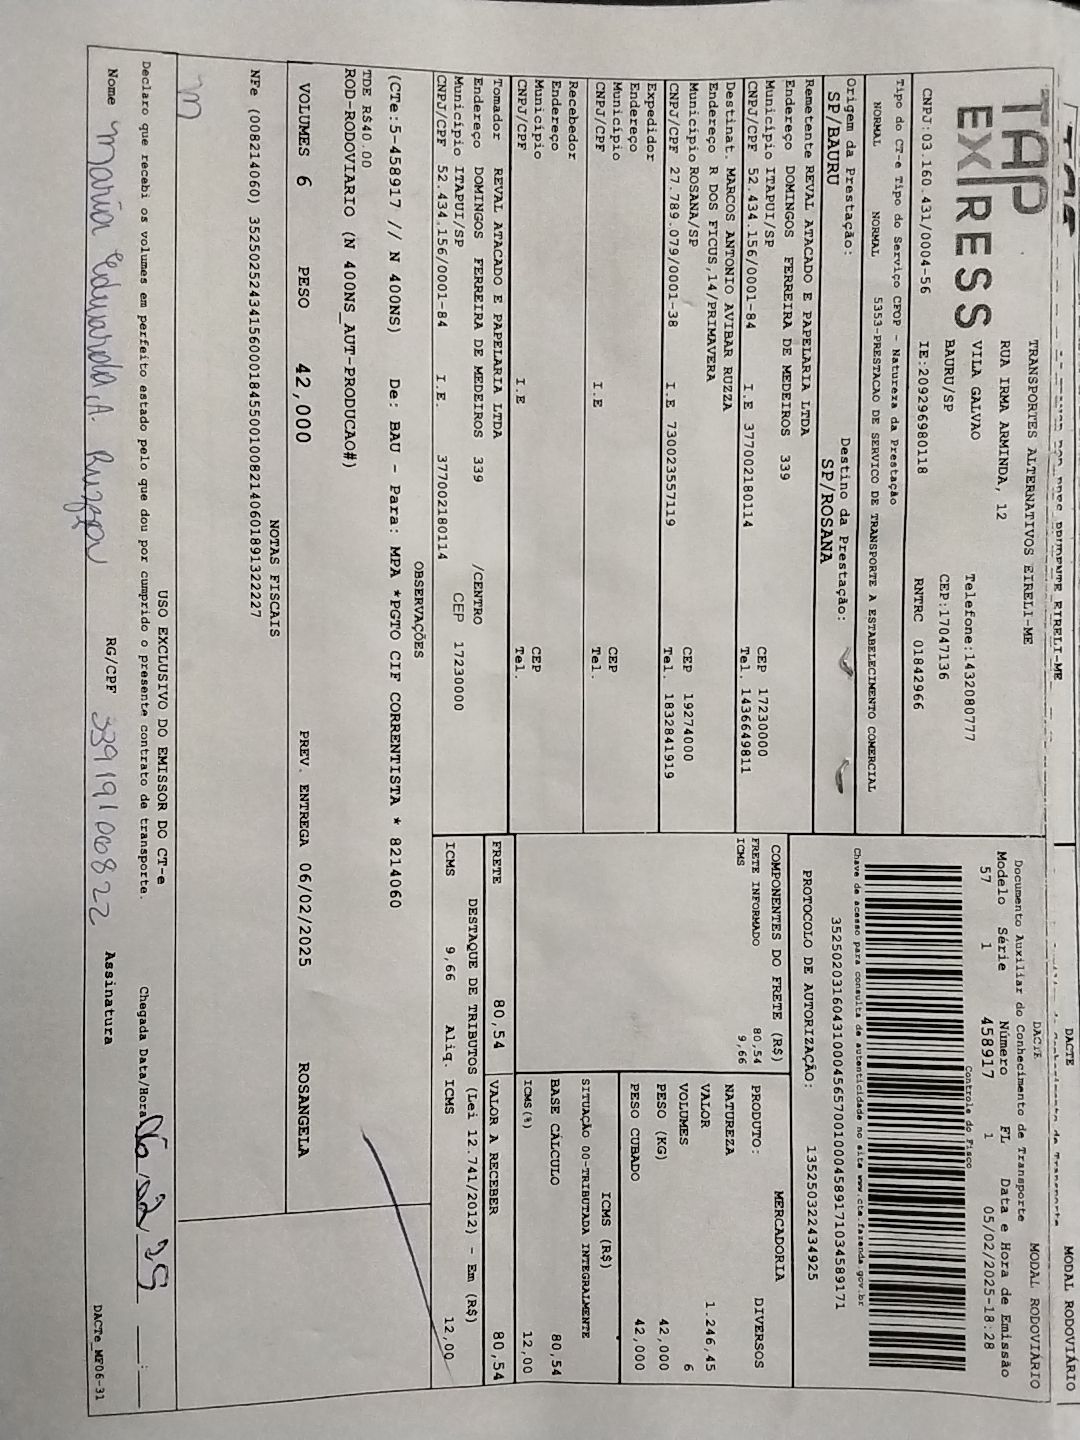 TAP
EXPRESS
TRANSPORTES ALTERNATIVOS EIRELI-ME
RUA IRMA ARMINDA, 12
VILA GALVAO
BAURU/SP
Telefone:1432080777
CEP:17047136
CNPJ:03.160.431/0004-56 IE:209296980118 RNTRC 01842966
DACTE MODAL RODOVIÁRIO
Documento Auxiliar do Conhecimento de Transporte
Modelo Série Número FL Data e Hora de Emissão
57 1 458917 1 05/02/2025-18:28
Controle do Fisco
Chave de acesso para consulta de autenticidade no site www.cte.fazenda.gov.br
35250203160431000456570010004589171034589171
PROTOCOLO DE AUTORIZAÇÃO: 135250322434925
Tipo do CT-e Tipo do Serviço CFOP - Natureza da Prestação
NORMAL NORMAL 5353-PRESTACAO DE SERVICO DE TRANSPORTE A ESTABELECIMENTO COMERCIAL
Origem da Prestação: Destino da Prestação:
SP/BAURU SP/ROSANA
Remetente REVAL ATACADO E PAPELARIA LTDA
Endereço DOMINGOS FERREIRA DE MEDEIROS 339
Município ITAPUI/SP CEP 17230000
CNPJ/CPF 52.434.156/0001-84 I.E 377002180114 Tel. 1436649811
Destinat. MARCOS ANTONIO AVIBAR RUZZA
Endereço R DOS FICUS,14/PRIMAVERA
Município ROSANA/SP CEP 19274000
CNPJ/CPF 27.789.079/0001-38 I.E 730023557119 Tel. 1832841919
Expedidor
Endereço
Município CEP
CNPJ/CPF I.E Tel.
Recebedor
Endereço
Município CEP
CNPJ/CPF I.E Tel.
Tomador REVAL ATACADO E PAPELARIA LTDA
Endereço DOMINGOS FERREIRA DE MEDEIROS 339 /CENTRO
Município ITAPUI/SP CEP 17230000
CNPJ/CPF 52.434.156/0001-84 I.E. 377002180114
COMPONENTES DO FRETE (R$)
FRETE INFORMADO 80,54
ICMS 9,66
MERCADORIA
PRODUTO: DIVERSOS
NATUREZA
VALOR 1.246,45
VOLUMES 6
PESO (KG) 42,000
PESO CUBADO 42,000
ICMS (R$)
SITUAÇÃO 00-TRIBUTADA INTEGRALMENTE
BASE CÁLCULO 80,54
ICMS(%) 12,00
FRETE 80,54 VALOR A RECEBER 80,54
DESTAQUE DE TRIBUTOS (Lei 12.741/2012) - Em (R$)
ICMS 9,66 Aliq. ICMS 12,00
OBSERVAÇÕES
(CTe:5-458917 // N 400NS) De: BAU - Para: MPA *PGTO CIF CORRENTISTA * 8214060
TDE R$40.00
ROD-RODOVIARIO (N 400NS_AUT-PRODUCAO#)
VOLUMES 6 PESO 42,000 PREV. ENTREGA 06/02/2025 ROSANGELA
NOTAS FISCAIS
NFe (008214060) 35250252434156000184550010082140601891322227
USO EXCLUSIVO DO EMISSOR DO CT-e
Declaro que recebi os volumes em perfeito estado pelo que dou por cumprido o presente contrato de transporte. Chegada Data/Hora 06/02/25 __:__
Nome Maria Eduarda A. Ruzza RG/CPF 33919100822 Assinatura
DACTe_MF06-31